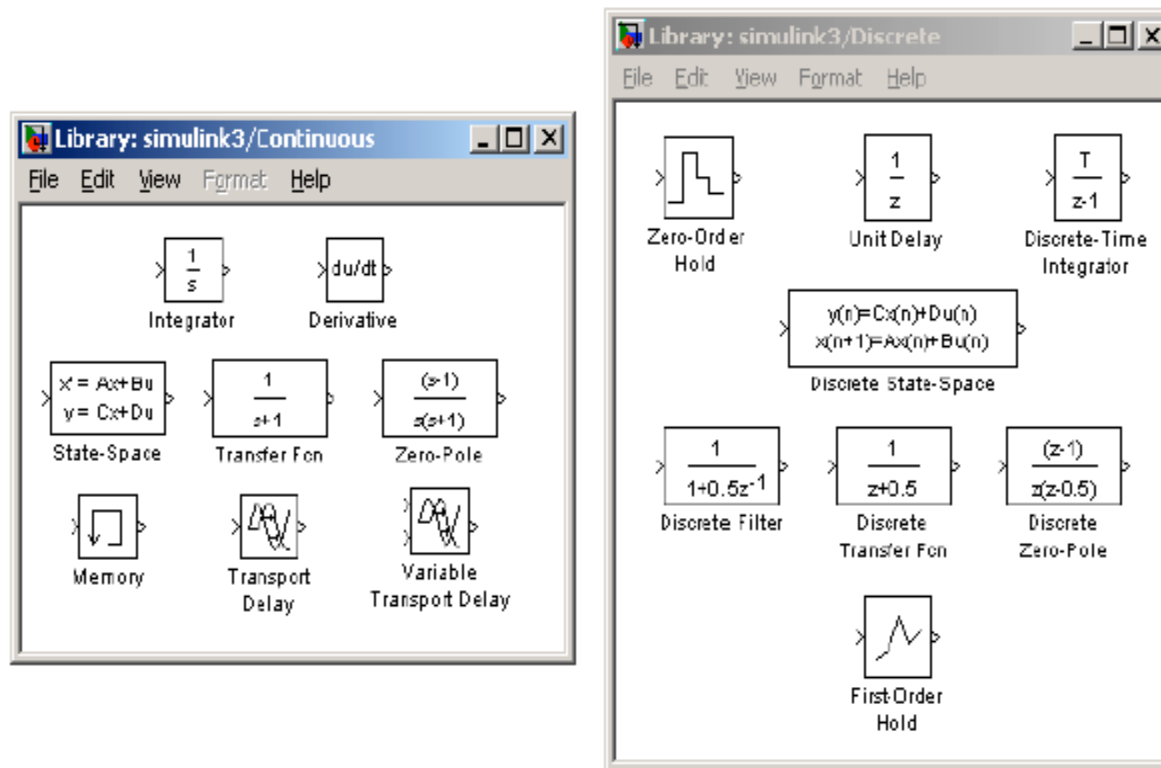 Library: simulink3/Continuous
File Edit View Format Help
1
s
Integrator
du/dt
Derivative
x' = Ax+Bu
y = Cx+Du
State-Space
1
s+1
Transfer Fcn
(s-1)
s(s+1)
Zero-Pole
Memory
Transport
Delay
Variable
Transport Delay
Library: simulink3/Discrete
File Edit View Format Help
Zero-Order
Hold
1
z
Unit Delay
T
z-1
Discrete-Time
Integrator
y(n)=Cx(n)+Du(n)
x(n+1)=Ax(n)+Bu(n)
Discrete State-Space
1
1+0.5z-1
Discrete Filter
1
z+0.5
Discrete
Transfer Fcn
(z-1)
z(z-0.5)
Discrete
Zero-Pole
First-Order
Hold